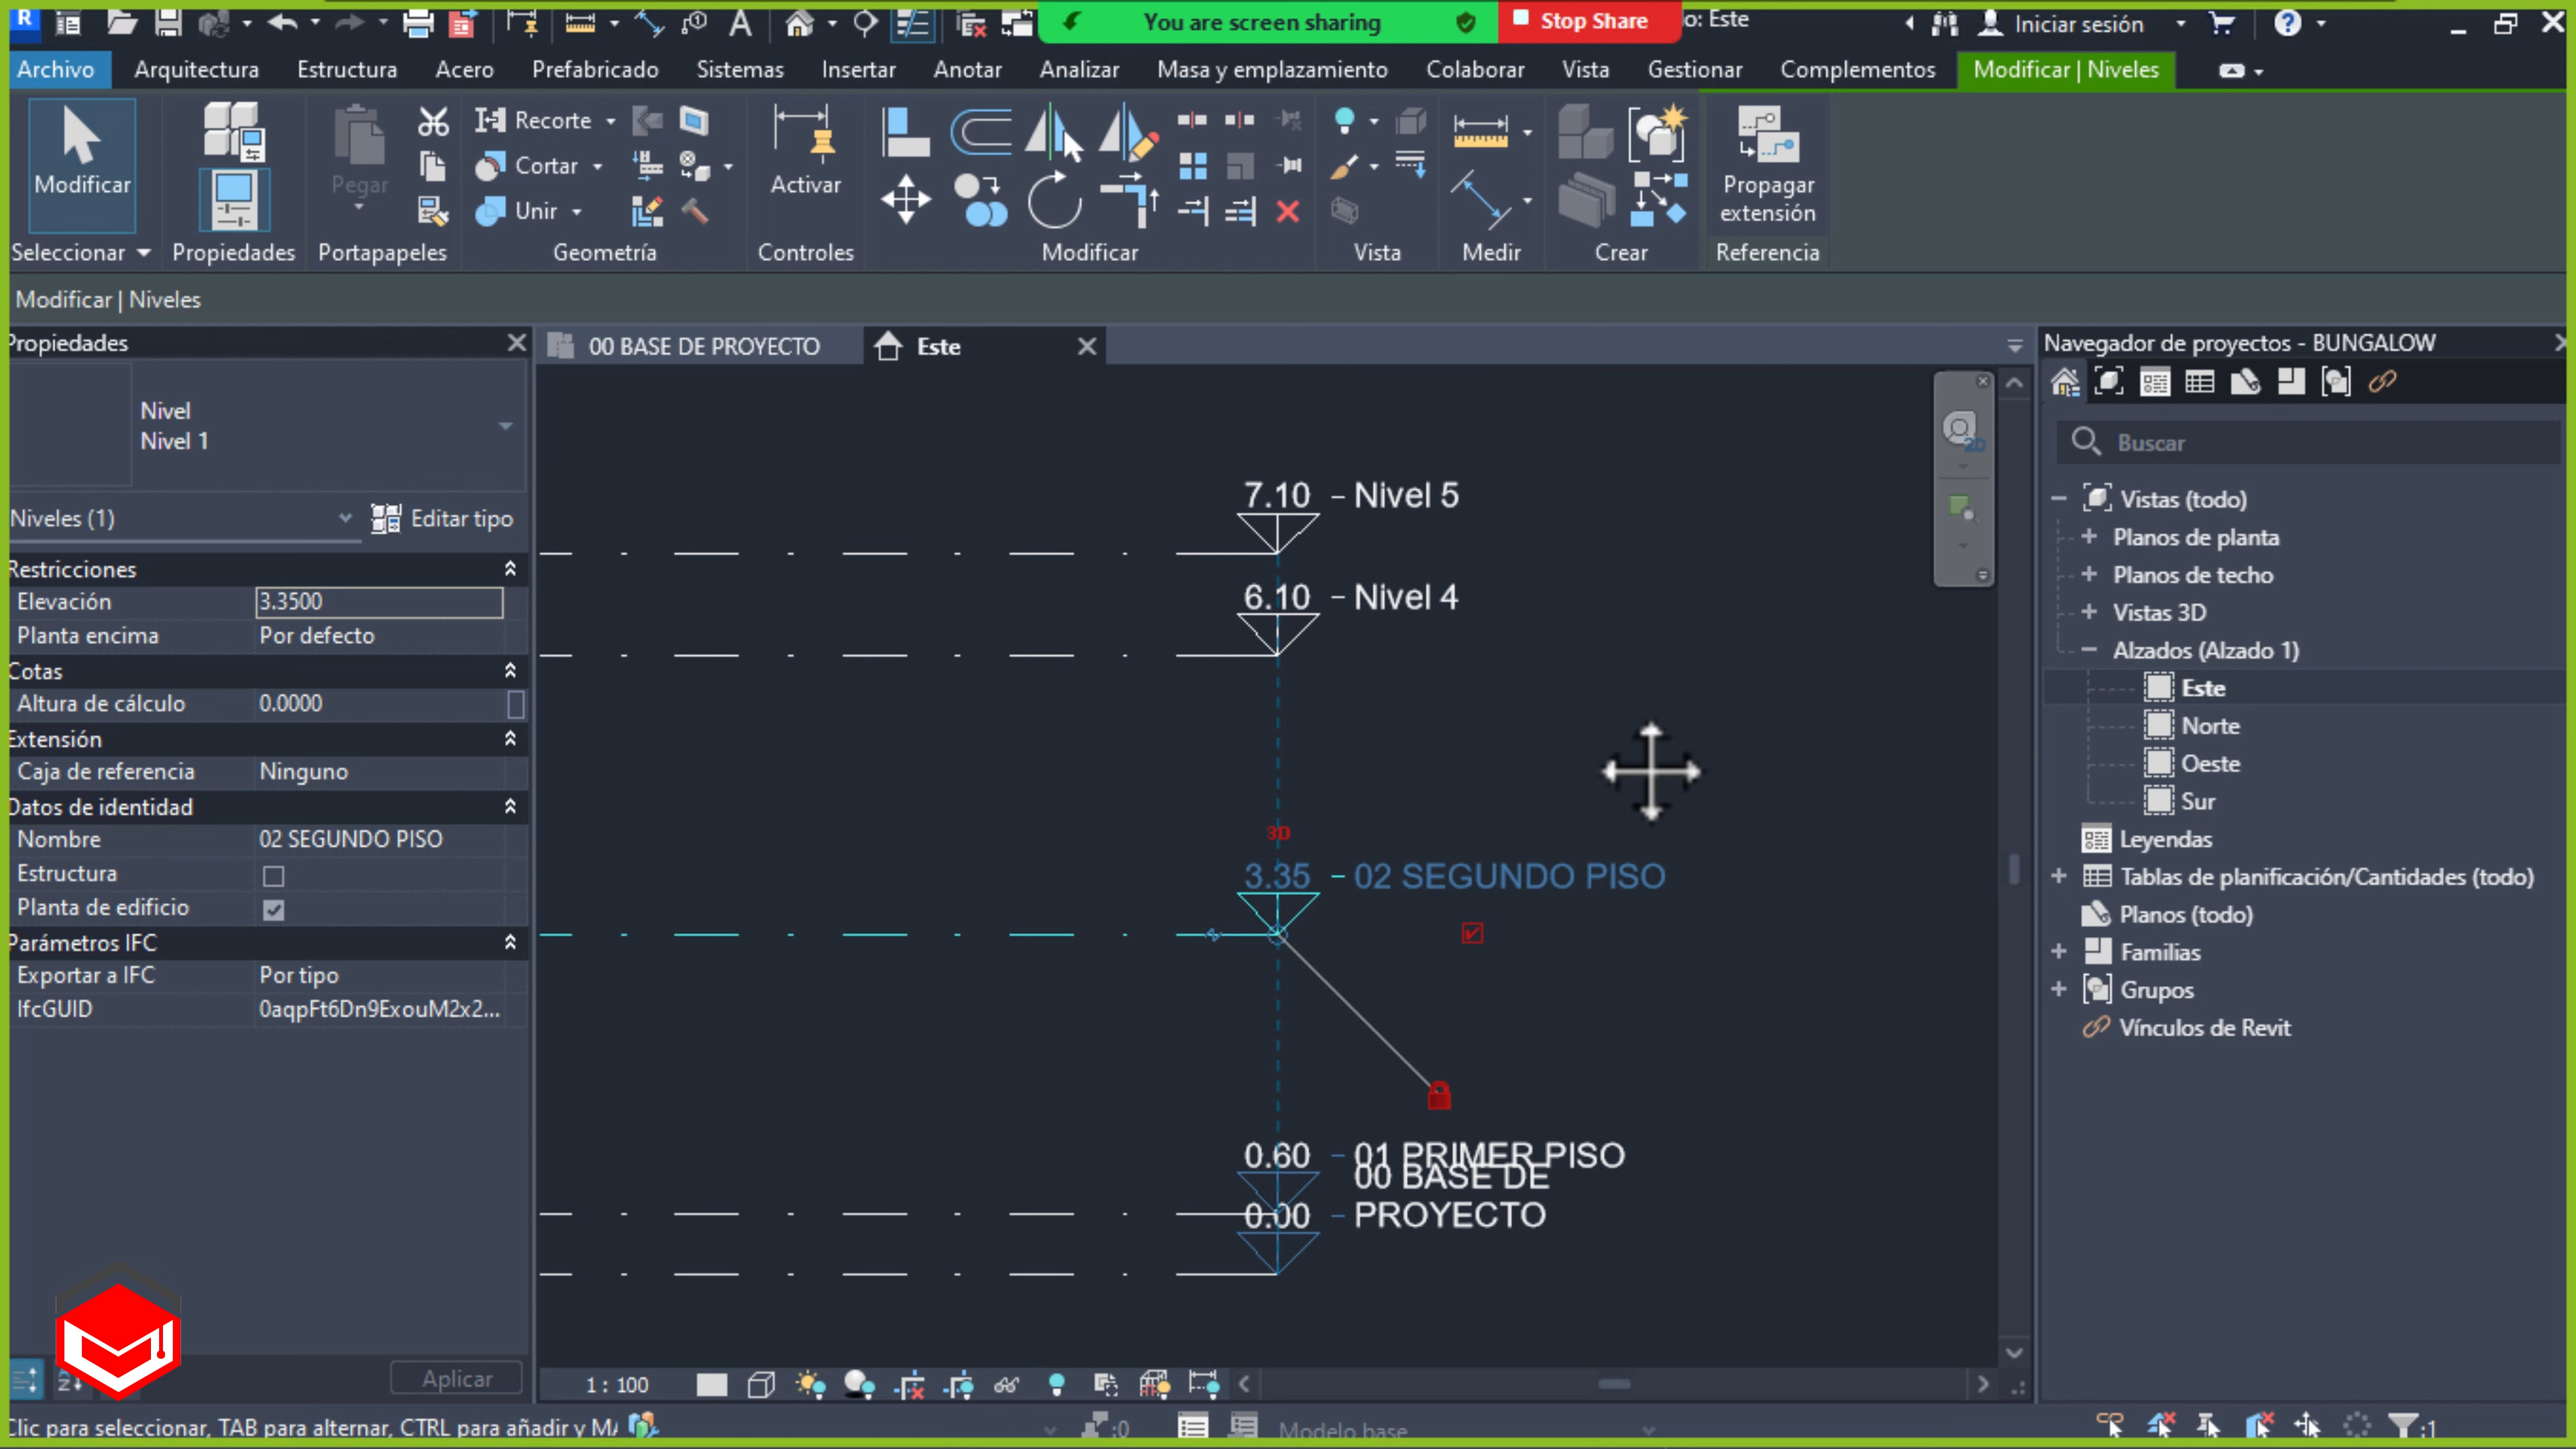 You are screen sharing
Stop Share
o: Este
Iniciar sesión
Archivo Arquitectura Estructura Acero Prefabricado Sistemas Insertar Anotar Analizar Masa y emplazamiento Colaborar Vista Gestionar Complementos Modificar | Niveles
Modificar
Pegar
Recorte
Cortar
Unir
Activar
Propagar
extensión
Seleccionar Propiedades Portapapeles Geometría Controles Modificar Vista Medir Crear Referencia
Modificar | Niveles
Propiedades
Nivel
Nivel 1
Niveles (1) Editar tipo
Restricciones
Elevación 3.3500
Planta encima Por defecto
Cotas
Altura de cálculo 0.0000
Extensión
Caja de referencia Ninguno
Datos de identidad
Nombre 02 SEGUNDO PISO
Estructura
Planta de edificio
Parámetros IFC
Exportar a IFC Por tipo
IfcGUID 0aqpFt6Dn9ExouM2x2...
Aplicar
00 BASE DE PROYECTO Este
2D
7.10 - Nivel 5
6.10 - Nivel 4
3D
3.35 - 02 SEGUNDO PISO
0.60 - 01 PRIMER PISO
00 BASE DE
0.00 - PROYECTO
1 : 100
Navegador de proyectos - BUNGALOW
Buscar
Vistas (todo)
Planos de planta
Planos de techo
Vistas 3D
Alzados (Alzado 1)
Este
Norte
Oeste
Sur
Leyendas
Tablas de planificación/Cantidades (todo)
Planos (todo)
Familias
Grupos
Vínculos de Revit
Clic para seleccionar, TAB para alternar, CTRL para añadir y
:0
Modelo base
:1